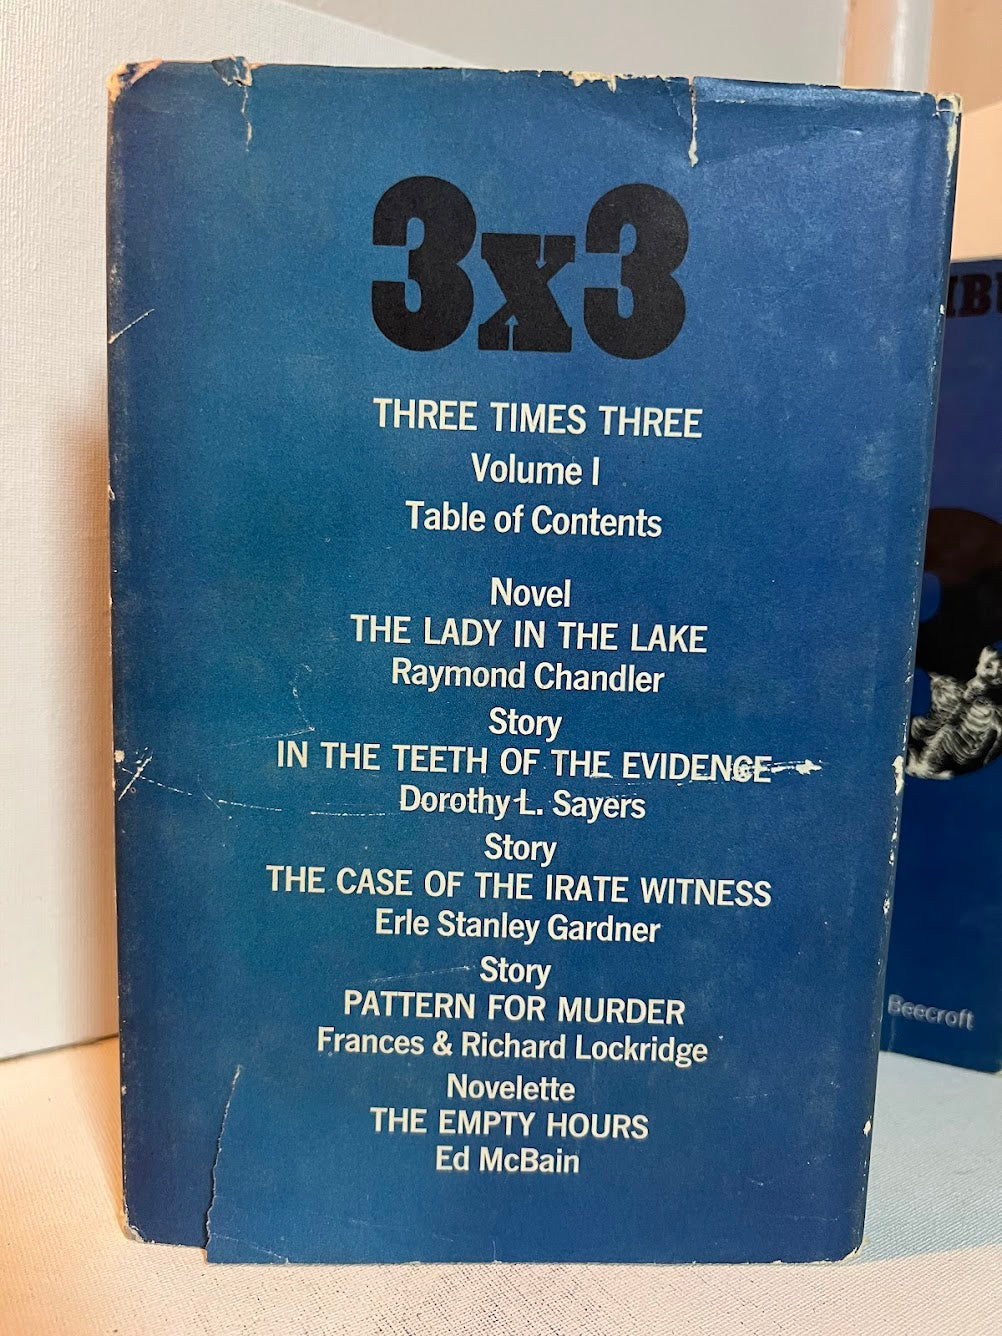 3x3
THREE TIMES THREE
Volume I
Table of Contents
Novel
THE LADY IN THE LAKE
Raymond Chandler
Story
IN THE TEETH OF THE EVIDENCE
Dorothy L. Sayers
Story
THE CASE OF THE IRATE WITNESS
Erle Stanley Gardner
Story
PATTERN FOR MURDER
Frances & Richard Lockridge
Novelette
THE EMPTY HOURS
Ed McBain
Beecroft